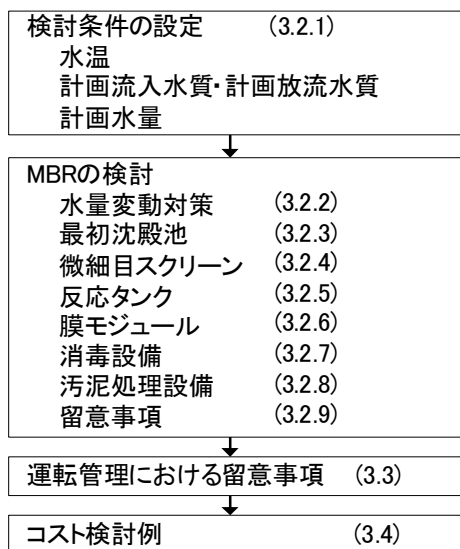 検討条件の設定 (3.2.1)
水温
計画流入水質・計画放流水質
計画水量
MBRの検討
水量変動対策 (3.2.2)
最初沈殿池 (3.2.3)
微細目スクリーン (3.2.4)
反応タンク (3.2.5)
膜モジュール (3.2.6)
消毒設備 (3.2.7)
汚泥処理設備 (3.2.8)
留意事項 (3.2.9)
運転管理における留意事項 (3.3)
コスト検討例 (3.4)